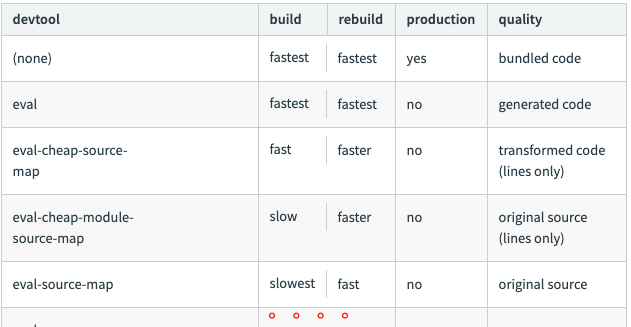 devtool build rebuild production quality
(none) fastest fastest yes bundled code
eval fastest fastest no generated code
eval-cheap-source- fast faster no transformed code
map (lines only)
eval-cheap-module- slow faster no original source
source-map (lines only)
eval-source-map slowest fast no original source